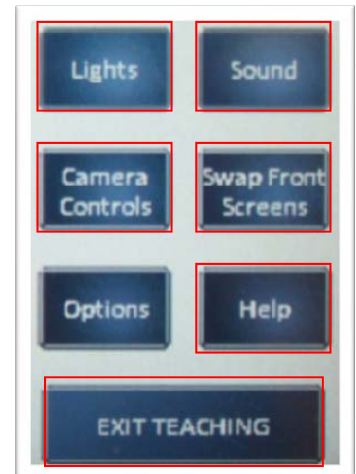 Lights
Sound
Camera
Controls
Swap Front
Screens
Options
Help
EXIT TEACHING